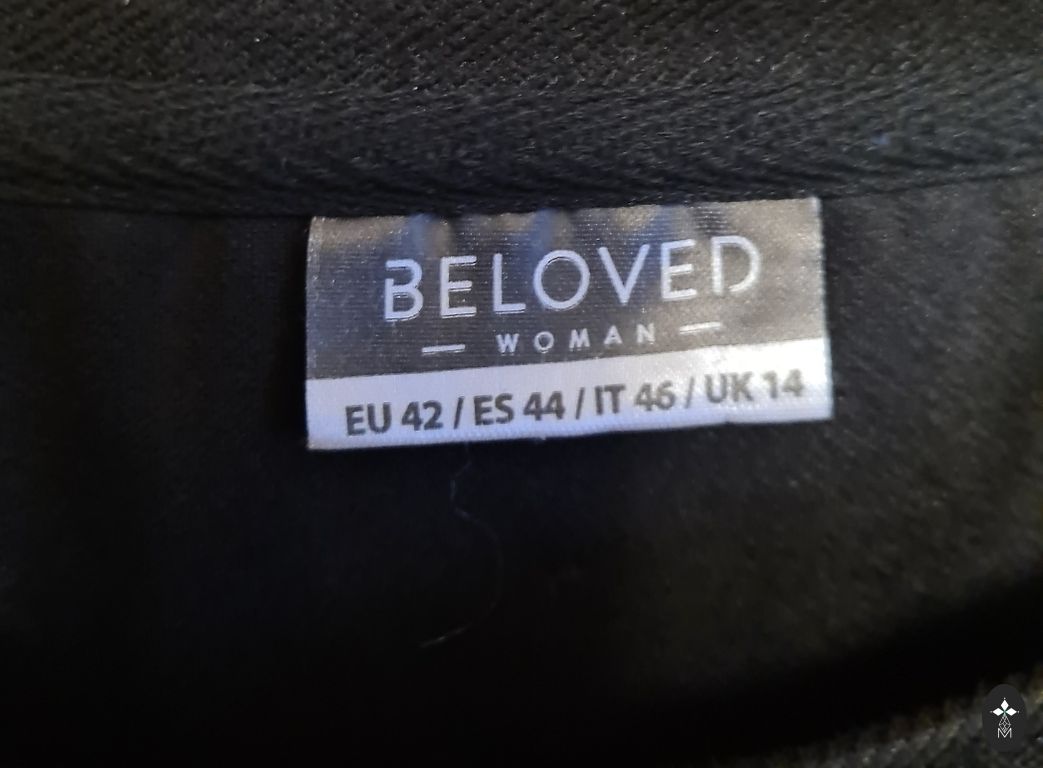 BELOVED
— WOMAN —
EU 42 / ES 44 / IT 46 / UK 14
M